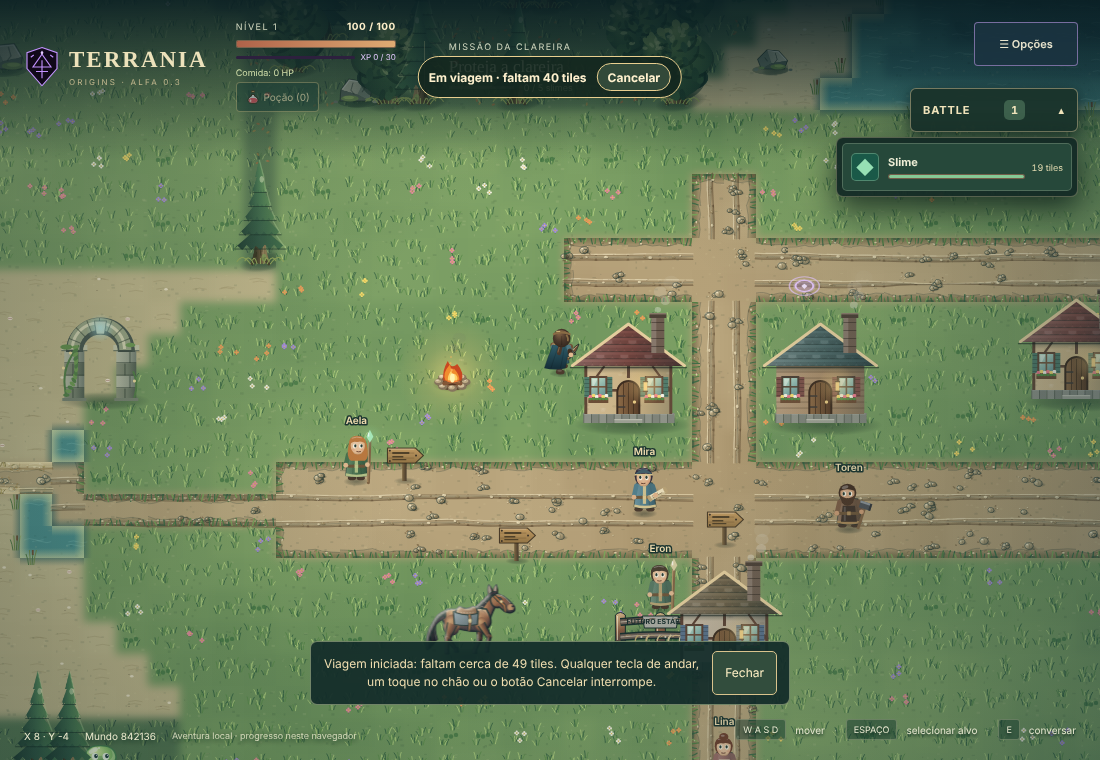 TERRANIA
ORIGINS · ALFA 0.3
NÍVEL 1 100 / 100
XP 0 / 30
Comida: 0 HP
Poção (0)
MISSÃO DA CLAREIRA
Proteja a clareira
Em viagem · faltam 40 tiles Cancelar
☰ Opções
BATTLE 1 ▲
Slime 19 tiles
Aela
Mira
Toren
Eron
Viagem iniciada: faltam cerca de 49 tiles. Qualquer tecla de andar,
um toque no chão ou o botão Cancelar interrompe.
Fechar
Lina
X 8 · Y -4 Mundo 842136 Aventura local · progresso neste navegador
W A S D mover ESPAÇO selecionar alvo E conversar